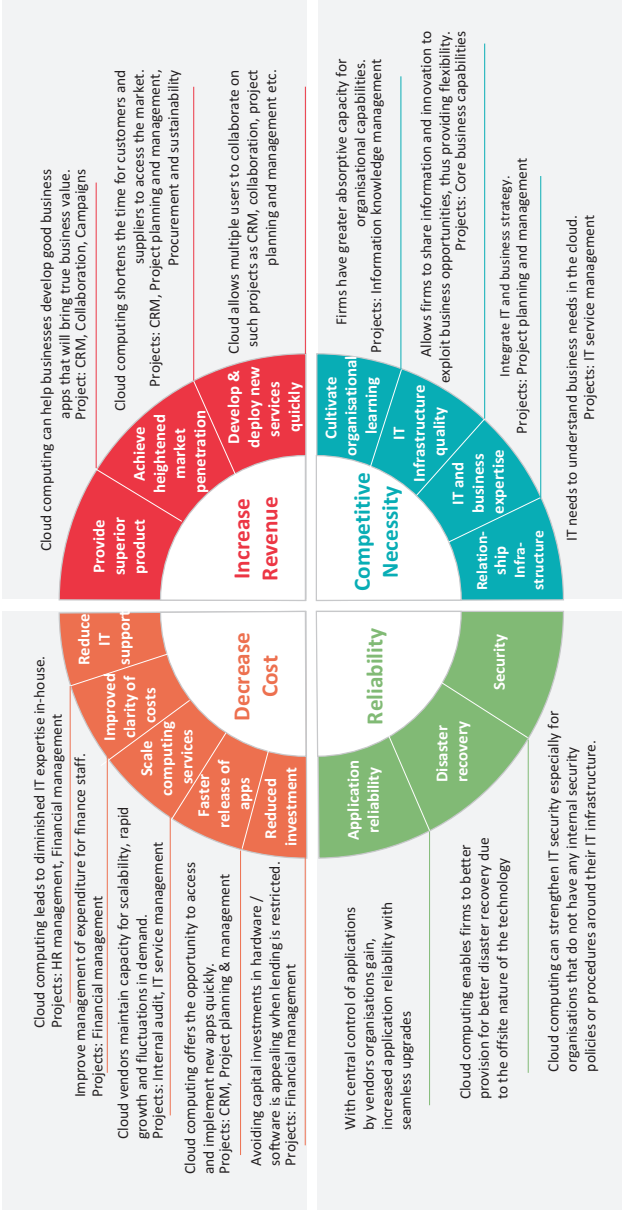 Cloud computing leads to diminished IT expertise in-house.
Projects: HR management, Financial management
Improve management of expenditure for finance staff.
Projects: Financial management
Cloud vendors maintain capacity for scalability, rapid
growth and fluctuations in demand.
Projects: Internal audit, IT service management
Cloud computing offers the opportunity to access
and implement new apps quickly.
Projects: CRM, Project planning & management
Avoiding capital investments in hardware /
software is appealing when lending is restricted.
Projects: Financial management
Reduce
IT
support
Improved
clarity of
costs
Scale
computing
services
Faster
release of
apps
Reduced
investment
Decrease
Cost
Cloud computing can help businesses develop good business
apps that will bring true business value.
Project: CRM, Collaboration, Campaigns
Cloud computing shortens the time for customers and
suppliers to access the market.
Projects: CRM, Project planning and management,
Procurement and sustainability
Cloud allows multiple users to collaborate on
such projects as CRM, collaboration, project
planning and management etc.
Provide
superior
product
Achieve
heightened
market
penetration
Develop &
deploy new
services
quickly
Increase
Revenue
Reliability
Application
reliability
Disaster
recovery
Security
With central control of applications
by vendors organisations gain,
increased application reliability with
seamless upgrades
Cloud computing enables firms to better
provision for better disaster recovery due
to the offsite nature of the technology
Cloud computing can strengthen IT security especially for
organisations that do not have any internal security
policies or procedures around their IT infrastructure.
Competitive
Necessity
Cultivate
organisational
learning
IT
Infrastructure
quality
IT and
business
expertise
Relation-
ship
Infra-
structure
Firms have greater absorptive capacity for
organisational capabilities.
Projects: Information knowledge management
Allows firms to share information and innovation to
exploit business opportunities, thus providing flexibility.
Projects: Core business capabilities
Integrate IT and business strategy.
Projects: Project planning and management
IT needs to understand business needs in the cloud.
Projects: IT service management